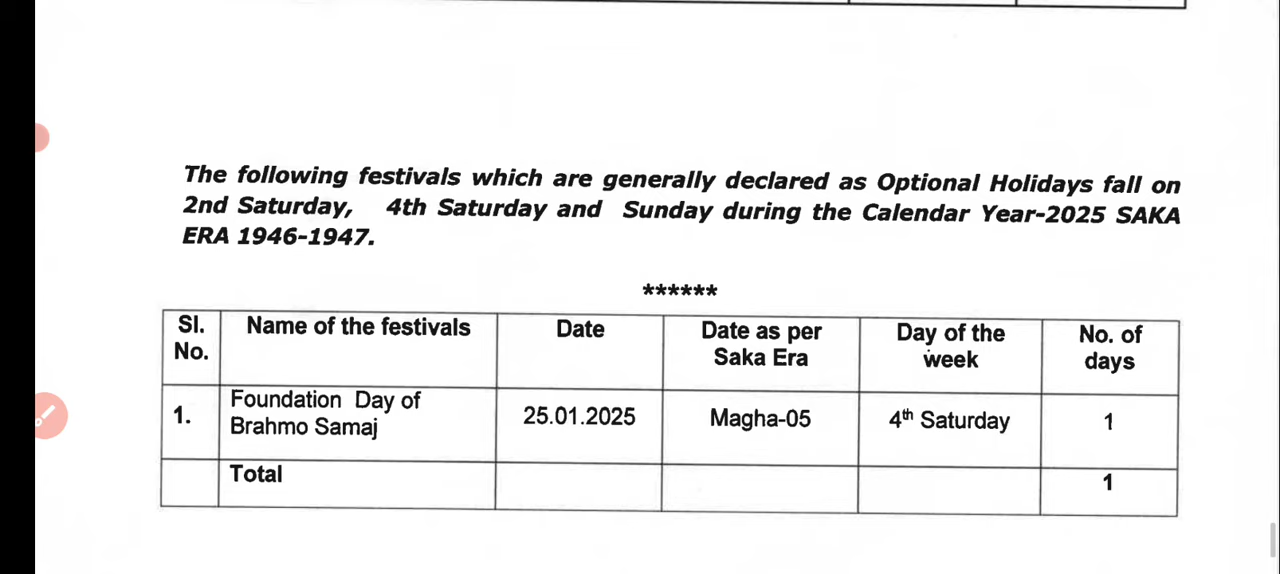 The following festivals which are generally declared as Optional Holidays fall on
2nd Saturday, 4th Saturday and Sunday during the Calendar Year-2025 SAKA
ERA 1946-1947.
******
Sl. No. Name of the festivals Date Date as per Saka Era Day of the week No. of days
1. Foundation Day of Brahmo Samaj 25.01.2025 Magha-05 4th Saturday 1
Total 1